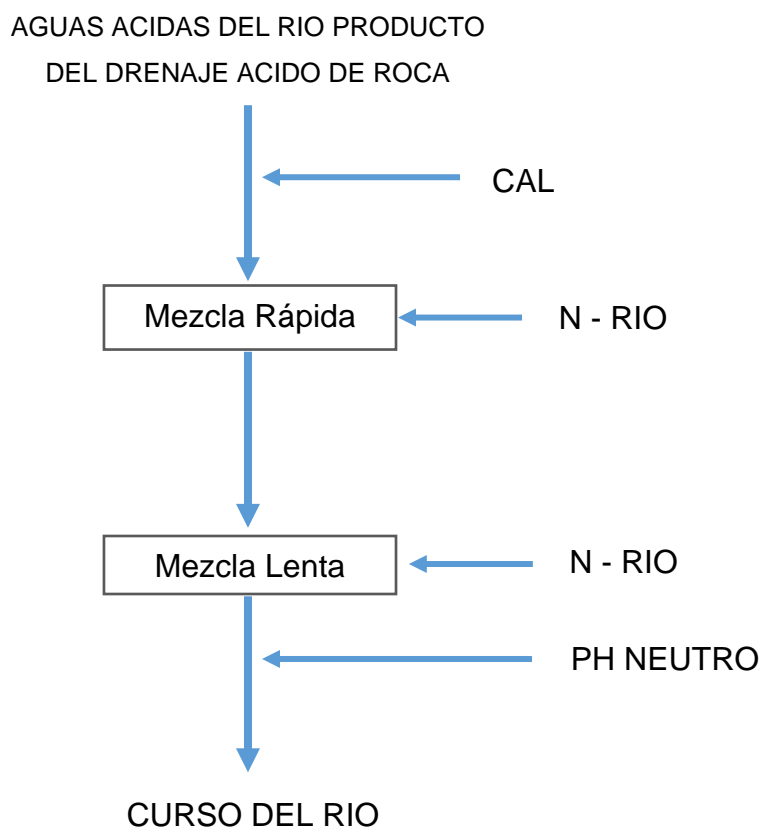 AGUAS ACIDAS DEL RIO PRODUCTO
DEL DRENAJE ACIDO DE ROCA
CAL
Mezcla Rápida
N - RIO
Mezcla Lenta
N - RIO
PH NEUTRO
CURSO DEL RIO